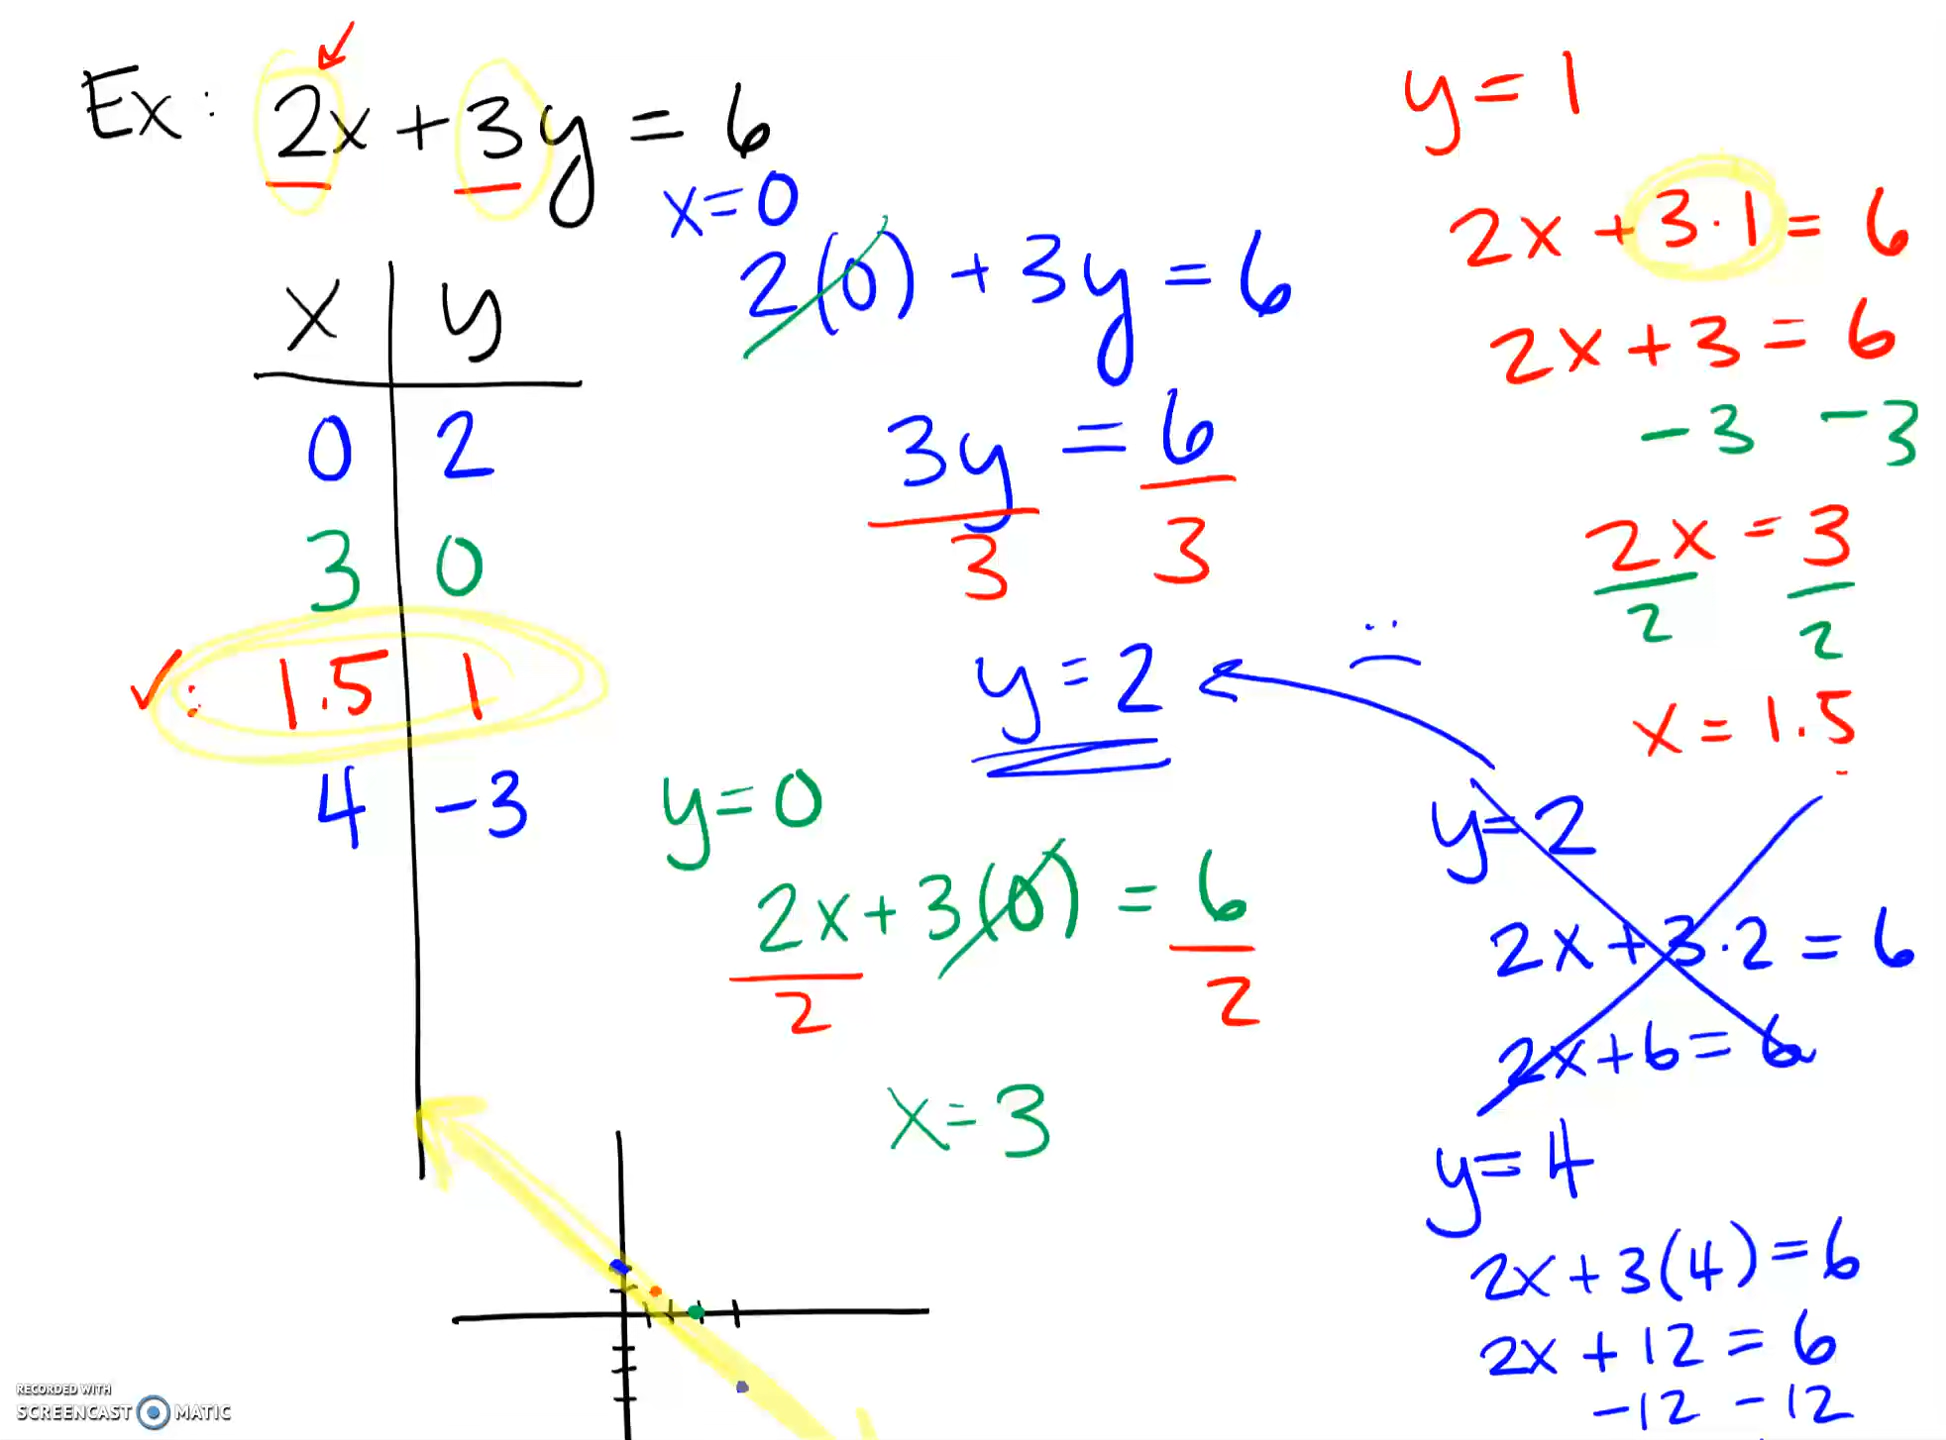 Ex: 2x + 3y = 6
x | y
0 | 2
3 | 0
✓: 1.5 | 1
4 | -3
x = 0
2(0) + 3y = 6
3y = 6
3 3
y = 2
y = 0
2x + 3(0) = 6
2 2
x = 3
y = 1
2x + 3·1 = 6
2x + 3 = 6
-3 -3
2x = 3
2 2
x = 1.5
y = 2
2x + 3·2 = 6
2x + 6 = 6
y = 4
2x + 3(4) = 6
2x + 12 = 6
-12 -12
RECORDED WITH
SCREENCAST MATIC